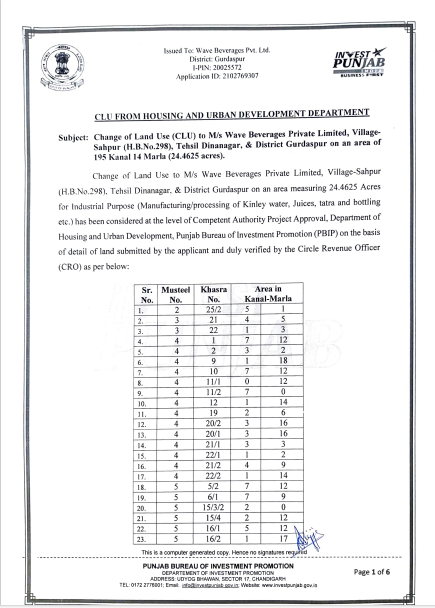 Issued To: Wave Beverages Pvt. Ltd.
District: Gurdaspur
I-PIN: 20025572
Application ID: 2102769307
INVEST
PUNJAB
BUSINESS FIRST
CLU FROM HOUSING AND URBAN DEVELOPMENT DEPARTMENT
Subject: Change of Land Use (CLU) to M/s Wave Beverages Private Limited, Village-
Sahpur (H.B.No.298), Tehsil Dinanagar, & District Gurdaspur on an area of
195 Kanal 14 Marla (24.4625 acres).
Change of Land Use to M/s Wave Beverages Private Limited, Village-Sahpur
(H.B.No.298), Tehsil Dinanagar, & District Gurdaspur on an area measuring 24.4625 Acres
for Industrial Purpose (Manufacturing/processing of Kinley water, Juices, tatra and bottling
etc.) has been considered at the level of Competent Authority Project Approval, Department of
Housing and Urban Development, Punjab Bureau of Investment Promotion (PBIP) on the basis
of detail of land submitted by the applicant and duly verified by the Circle Revenue Officer
(CRO) as per below:
Sr. Musteel Khasra Area in
No. No. No. Kanal-Marla
1. 2 25/2 5 1
2. 3 21 4 5
3. 3 22 1 3
4. 4 1 7 12
5. 4 2 3 2
6. 4 9 1 18
7. 4 10 7 12
8. 4 11/1 0 12
9. 4 11/2 7 0
10. 4 12 1 14
11. 4 19 2 6
12. 4 20/2 3 16
13. 4 20/1 3 16
14. 4 21/1 3 3
15. 4 22/1 1 2
16. 4 21/2 4 9
17. 4 22/2 1 14
18. 5 5/2 7 12
19. 5 6/1 7 9
20. 5 15/3/2 2 0
21. 5 15/4 2 12
22. 5 16/1 5 12
23. 5 16/2 1 17
This is a computer generated copy. Hence no signatures required
PUNJAB BUREAU OF INVESTMENT PROMOTION
DEPARTEMENT OF INVESTMENT PROMOTION
ADDRESS: UDYOG BHAWAN, SECTOR 17, CHANDIGARH
TEL: 0172 2776001; Email: info@investpunjab.gov.in; Website: www.investpunjab.gov.in
Page 1 of 6